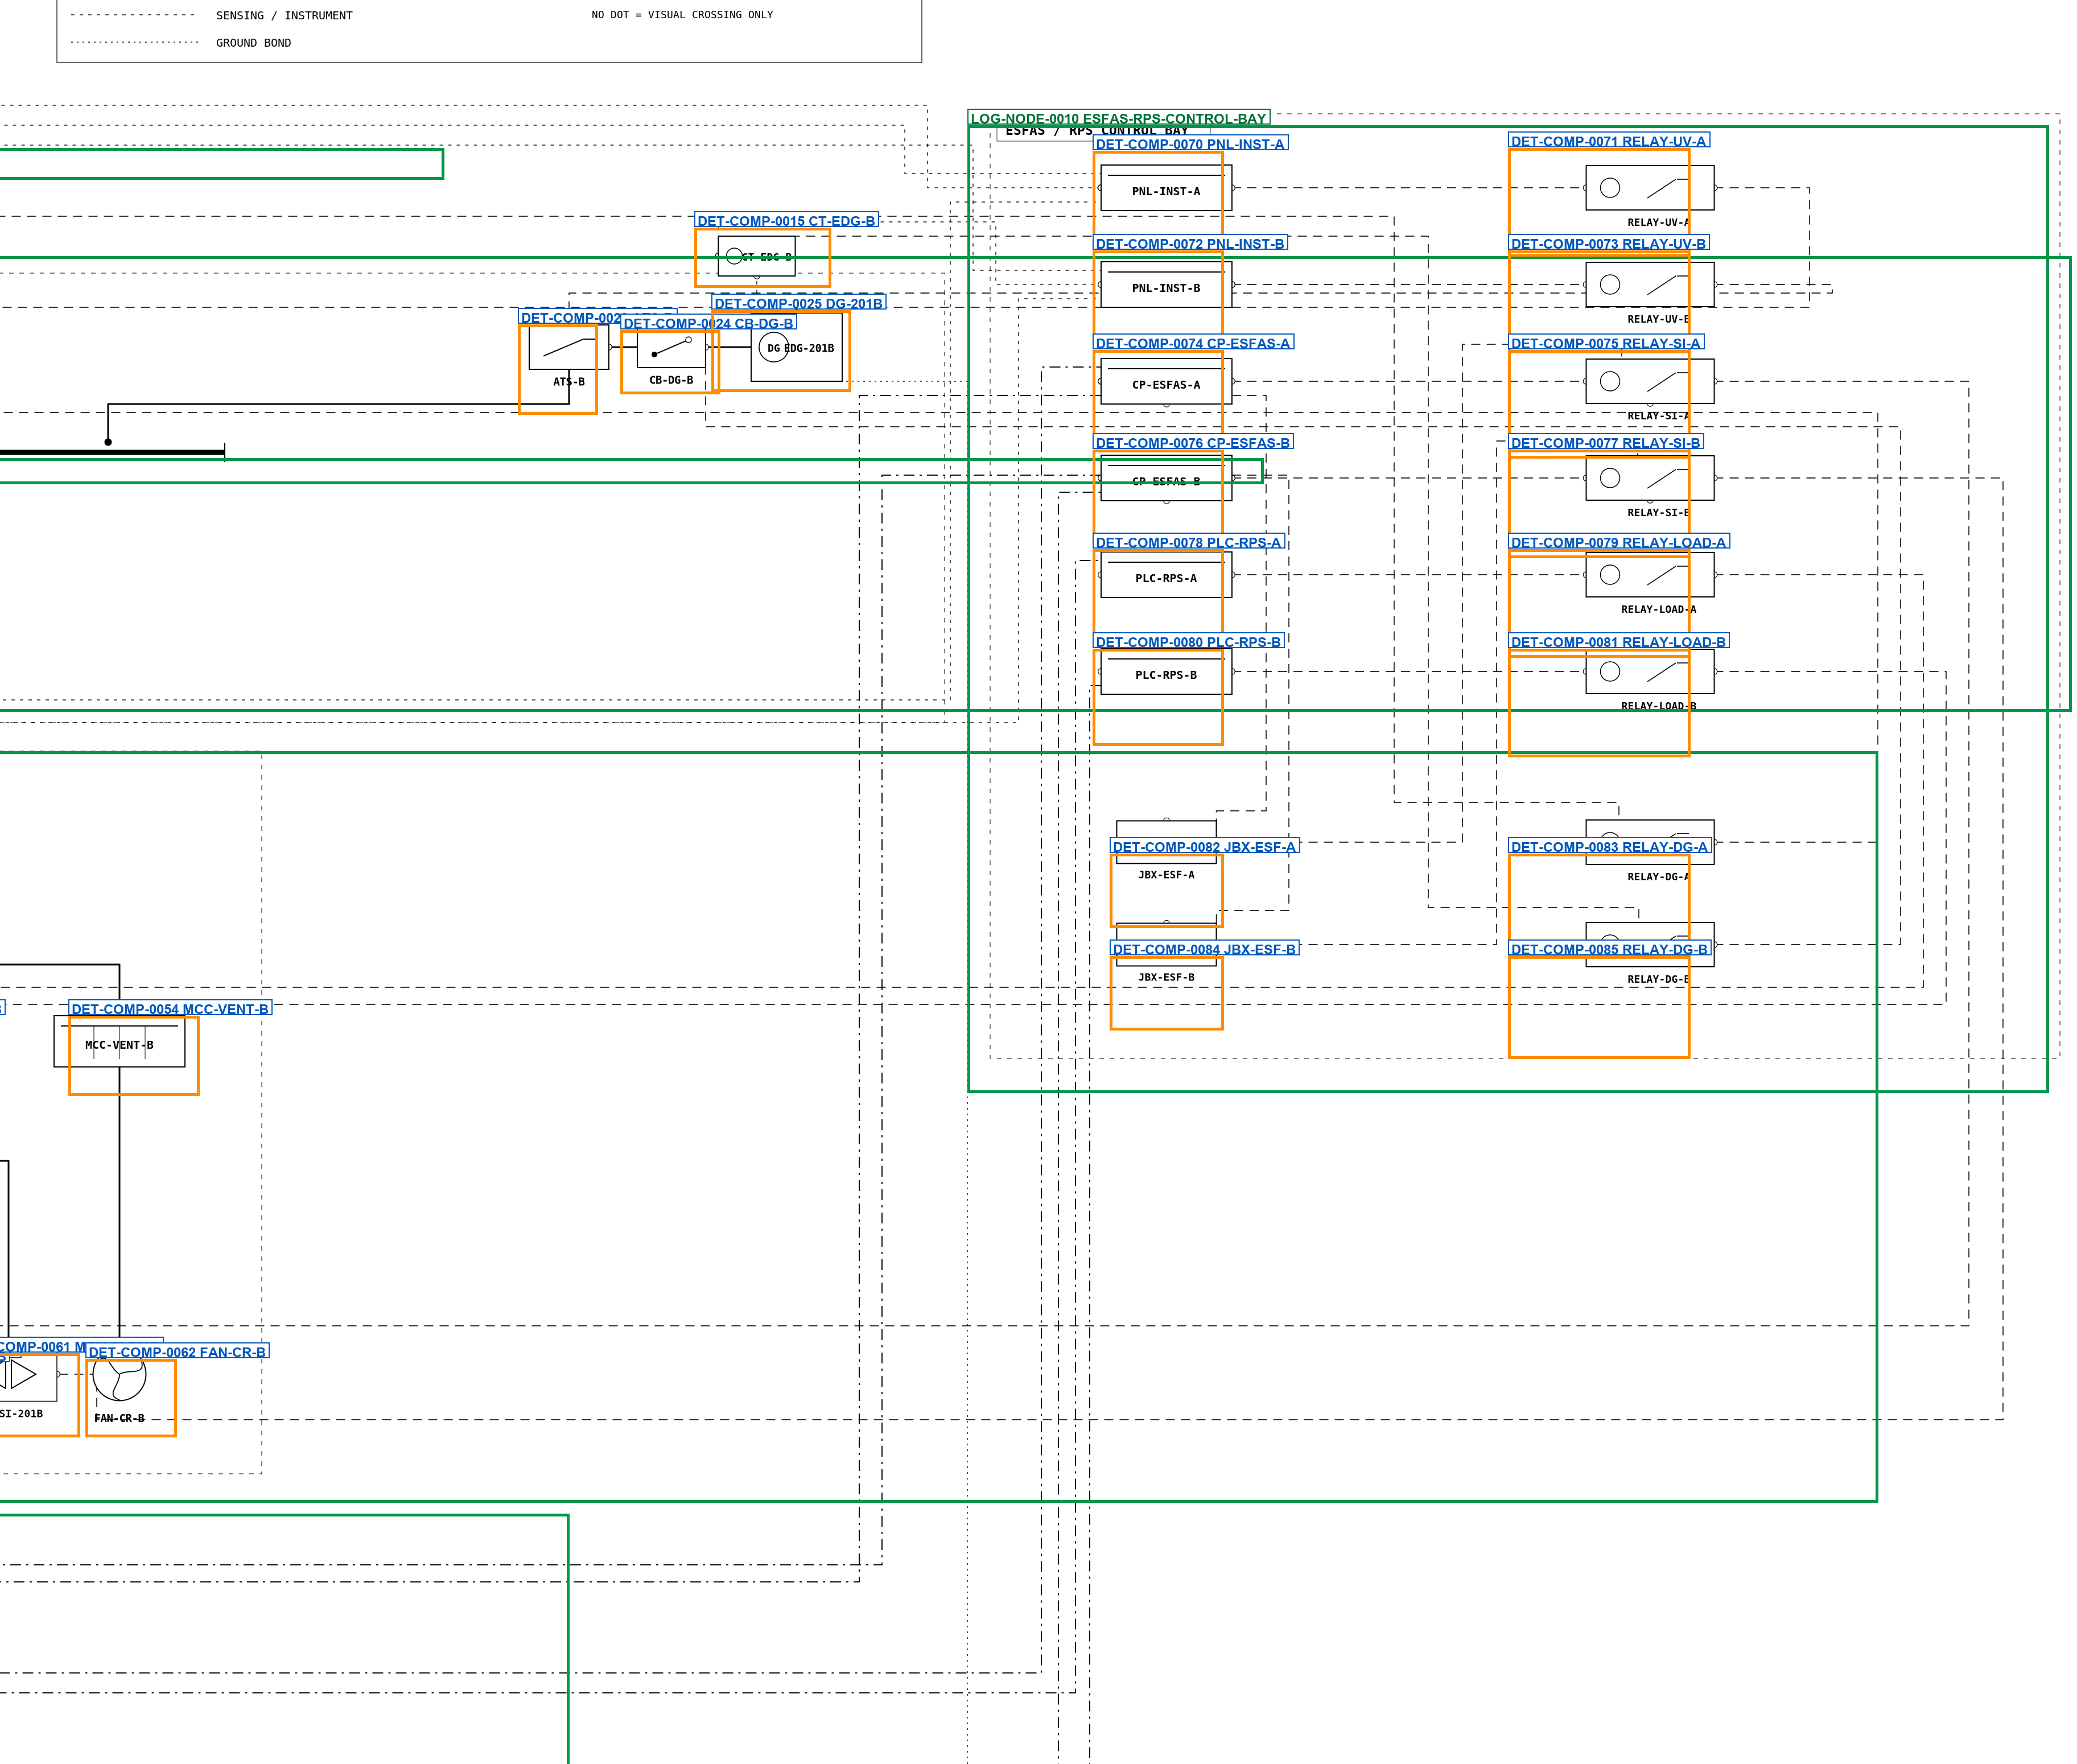 SENSING / INSTRUMENT
NO DOT = VISUAL CROSSING ONLY
GROUND BOND
LOG-NODE-0010 ESFAS-RPS-CONTROL-BAY
ESFAS / RPS CONTROL BAY
DET-COMP-0070 PNL-INST-A
DET-COMP-0071 RELAY-UV-A
PNL-INST-A
RELAY-UV-A
DET-COMP-0015 CT-EDG-B
CT-EDG-B
DET-COMP-0072 PNL-INST-B
DET-COMP-0073 RELAY-UV-B
PNL-INST-B
RELAY-UV-B
DET-COMP-0025 DG-201B
DET-COMP-002
DET-COMP-0024 CB-DG-B
DG
EDG-201B
ATS-B
CB-DG-B
DET-COMP-0074 CP-ESFAS-A
DET-COMP-0075 RELAY-SI-A
CP-ESFAS-A
RELAY-SI-A
DET-COMP-0076 CP-ESFAS-B
DET-COMP-0077 RELAY-SI-B
CP-ESFAS-B
RELAY-SI-B
DET-COMP-0078 PLC-RPS-A
DET-COMP-0079 RELAY-LOAD-A
PLC-RPS-A
RELAY-LOAD-A
DET-COMP-0080 PLC-RPS-B
DET-COMP-0081 RELAY-LOAD-B
PLC-RPS-B
RELAY-LOAD-B
DET-COMP-0082 JBX-ESF-A
DET-COMP-0083 RELAY-DG-A
JBX-ESF-A
RELAY-DG-A
DET-COMP-0084 JBX-ESF-B
DET-COMP-0085 RELAY-DG-B
JBX-ESF-B
RELAY-DG-B
DET-COMP-0054 MCC-VENT-B
MCC-VENT-B
COMP-0061
DET-COMP-0062 FAN-CR-B
SI-201B
FAN-CR-B